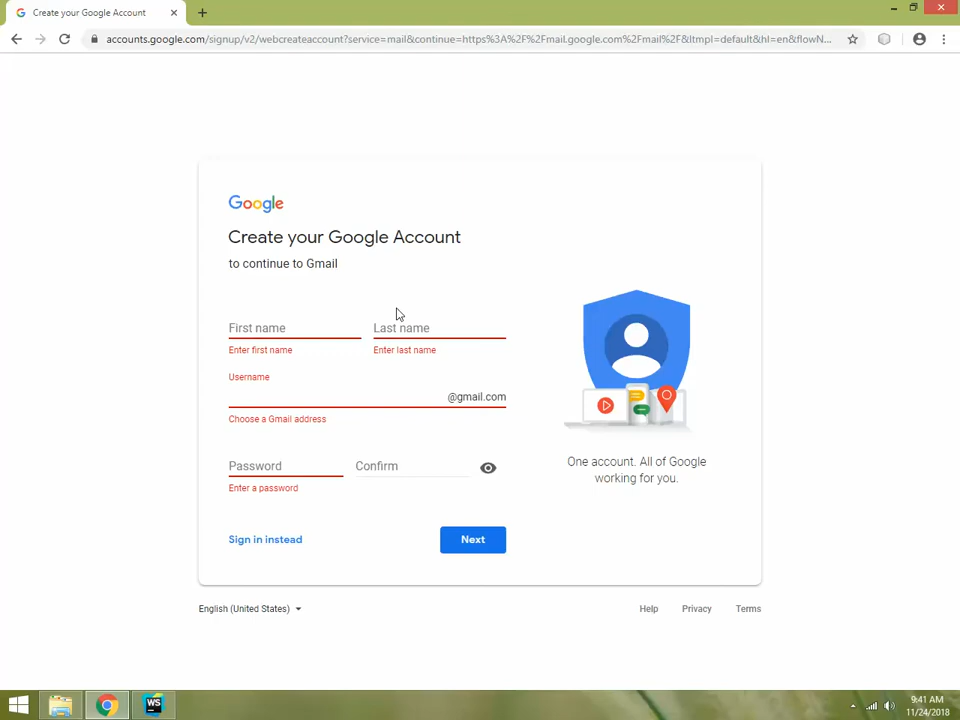 Create your Google Account
accounts.google.com/signup/v2/webcreateaccount?service=mail&continue=https%3A%2F%2Fmail.google.com%2Fmail%2F&ltmpl=default&hl=en&flowN...
Google
Create your Google Account
to continue to Gmail
First name Last name
Enter first name Enter last name
Username
@gmail.com
Choose a Gmail address
Password Confirm
Enter a password
Sign in instead Next
One account. All of Google
working for you.
English (United States) Help Privacy Terms
WS
9:41 AM
11/24/2018